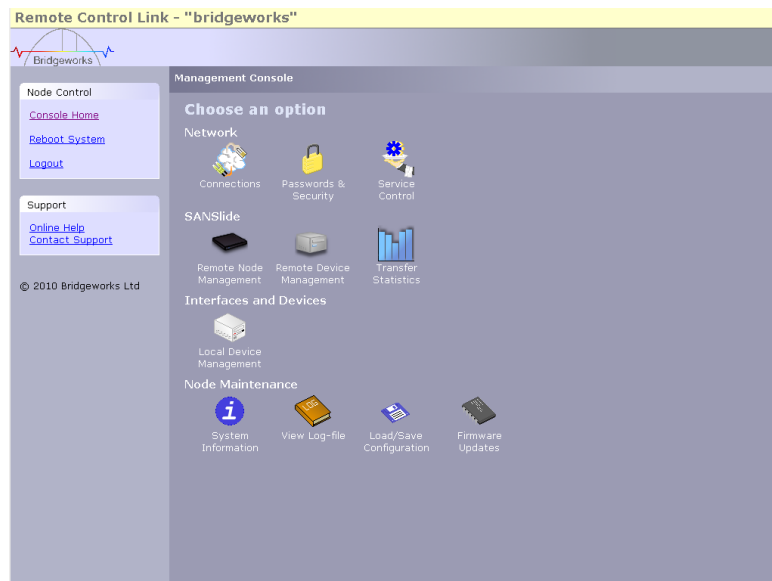 Remote Control Link - "bridgeworks"
Bridgeworks
Node Control
Console Home
Reboot System
Logout
Support
Online Help
Contact Support
© 2010 Bridgeworks Ltd
Management Console
Choose an option
Network
Connections
Passwords &
Security
Service
Control
SANSlide
Remote Node
Management
Remote Device
Management
Transfer
Statistics
Interfaces and Devices
Local Device
Management
Node Maintenance
System
Information
LOG
View Log-file
Load/Save
Configuration
Firmware
Updates